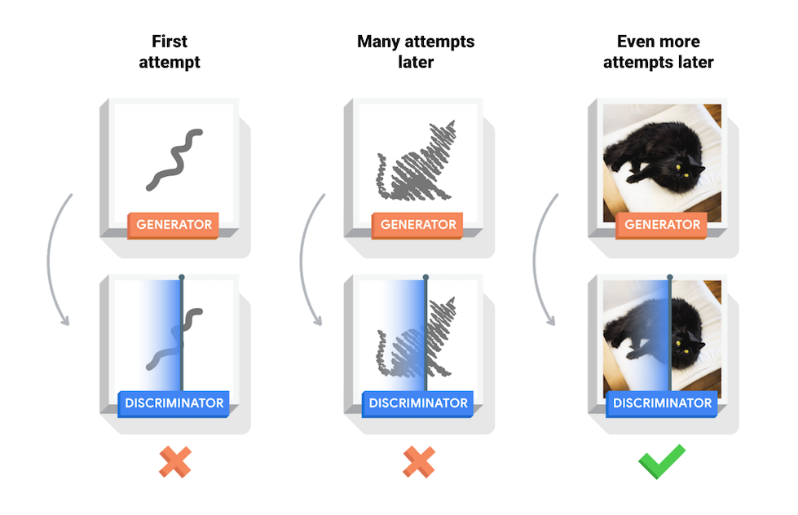 First
attempt
Many attempts
later
Even more
attempts later
GENERATOR
GENERATOR
GENERATOR
DISCRIMINATOR
DISCRIMINATOR
DISCRIMINATOR